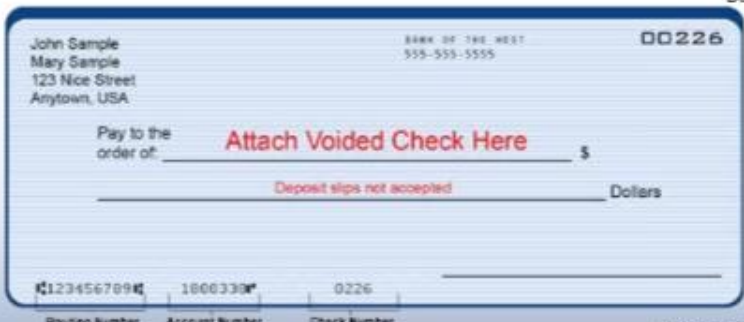 John Sample
Mary Sample
123 Nice Street
Anytown, USA
BANK OF THE WEST
555-555-5555
00226
Pay to the
order of:
Attach Voided Check Here
$
Deposit slips not accepted
Dollars
⑆123456789⑆ 1800338⑈ 0226
Routing Number Account Number Check Number